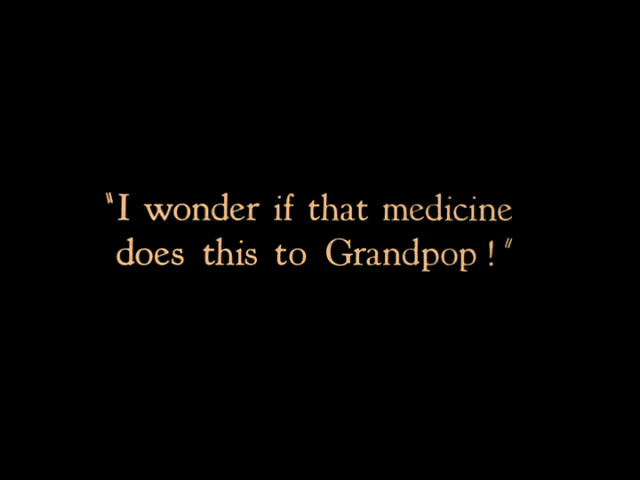 "I wonder if that medicine
does this to Grandpop!"